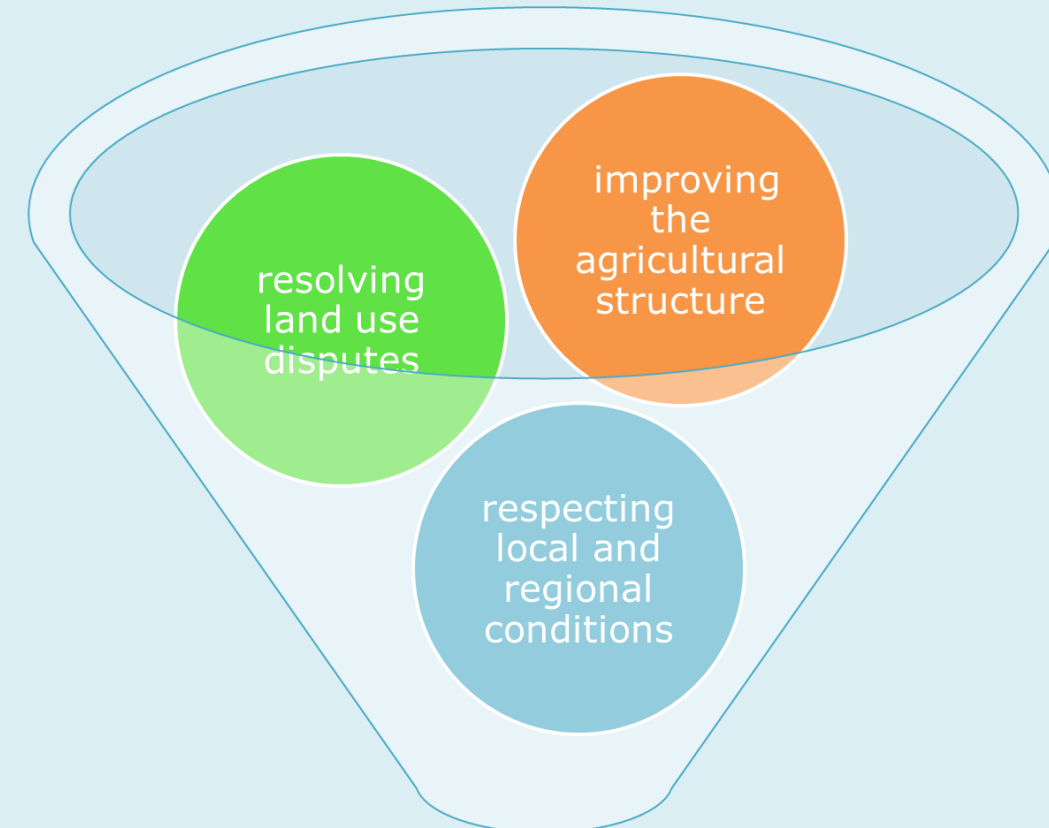 improving
the
agricultural
structure
resolving
land use
disputes
respecting
local and
regional
conditions